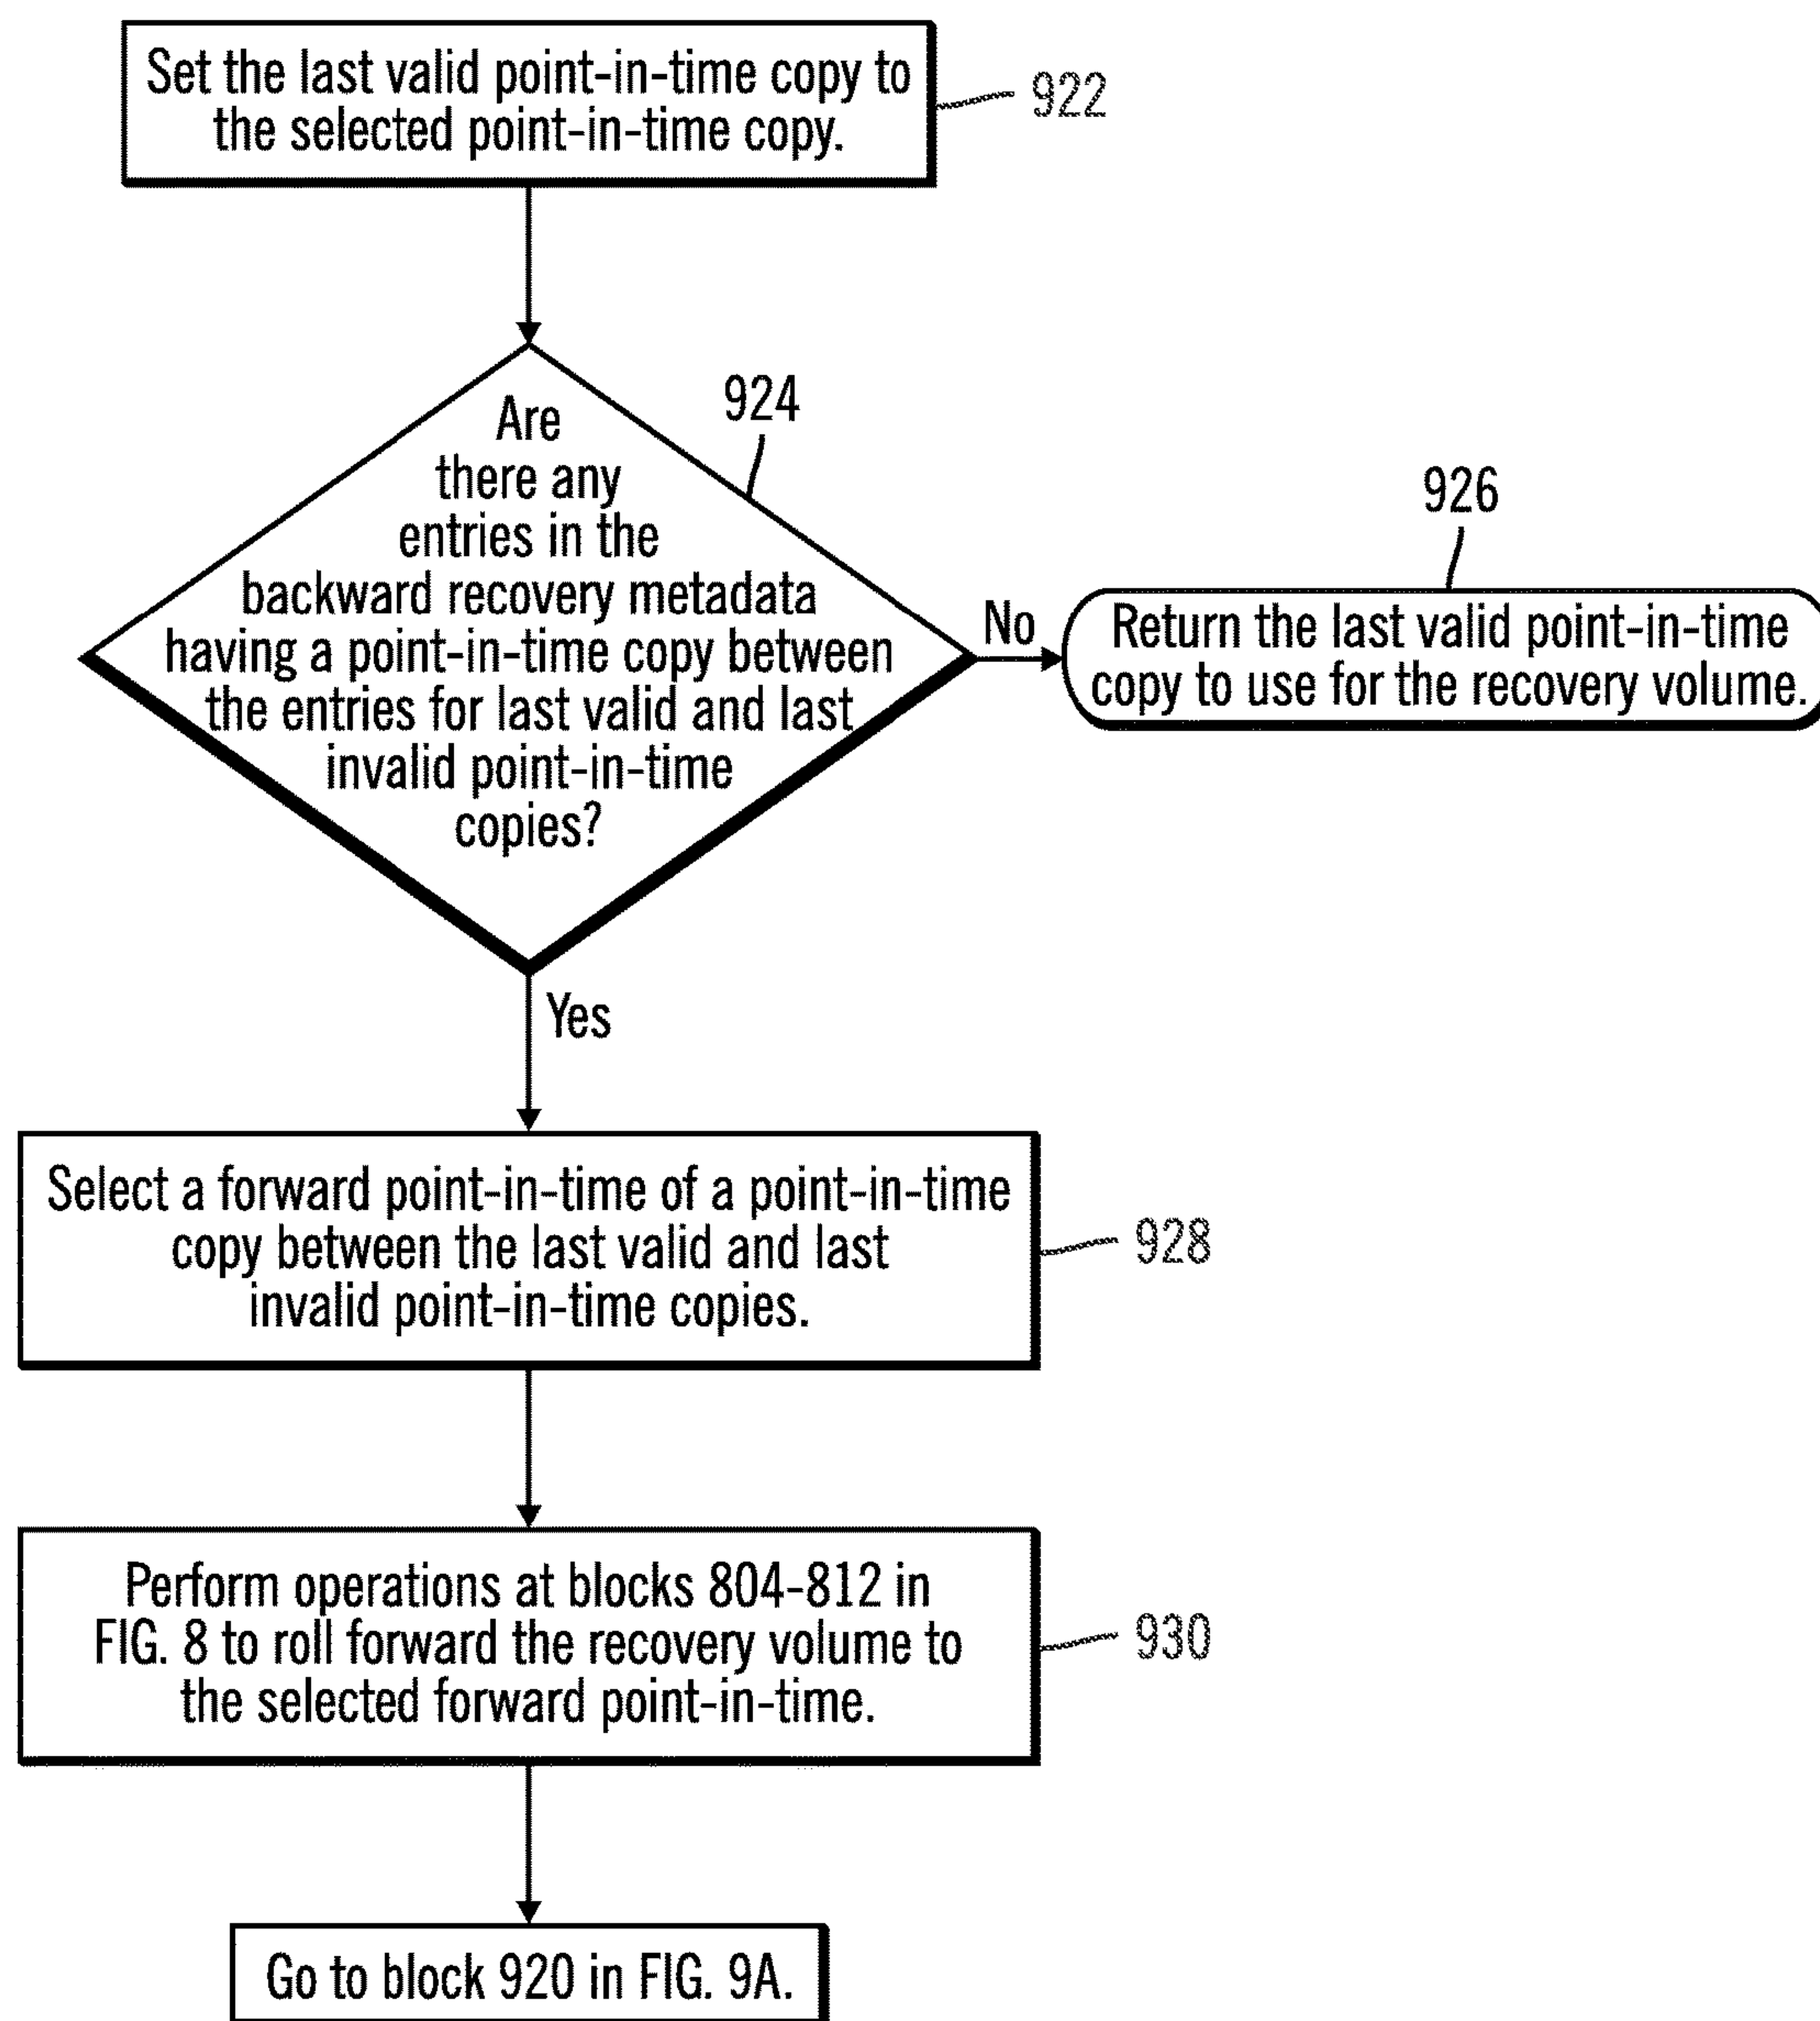 Set the last valid point-in-time copy to
the selected point-in-time copy.
922
924
Are
there any
entries in the
backward recovery metadata
having a point-in-time copy between
the entries for last valid and last
invalid point-in-time
copies?
No
926
Return the last valid point-in-time
copy to use for the recovery volume.
Yes
Select a forward point-in-time of a point-in-time
copy between the last valid and last
invalid point-in-time copies.
928
Perform operations at blocks 804-812 in
FIG. 8 to roll forward the recovery volume to
the selected forward point-in-time.
930
Go to block 920 in FIG. 9A.